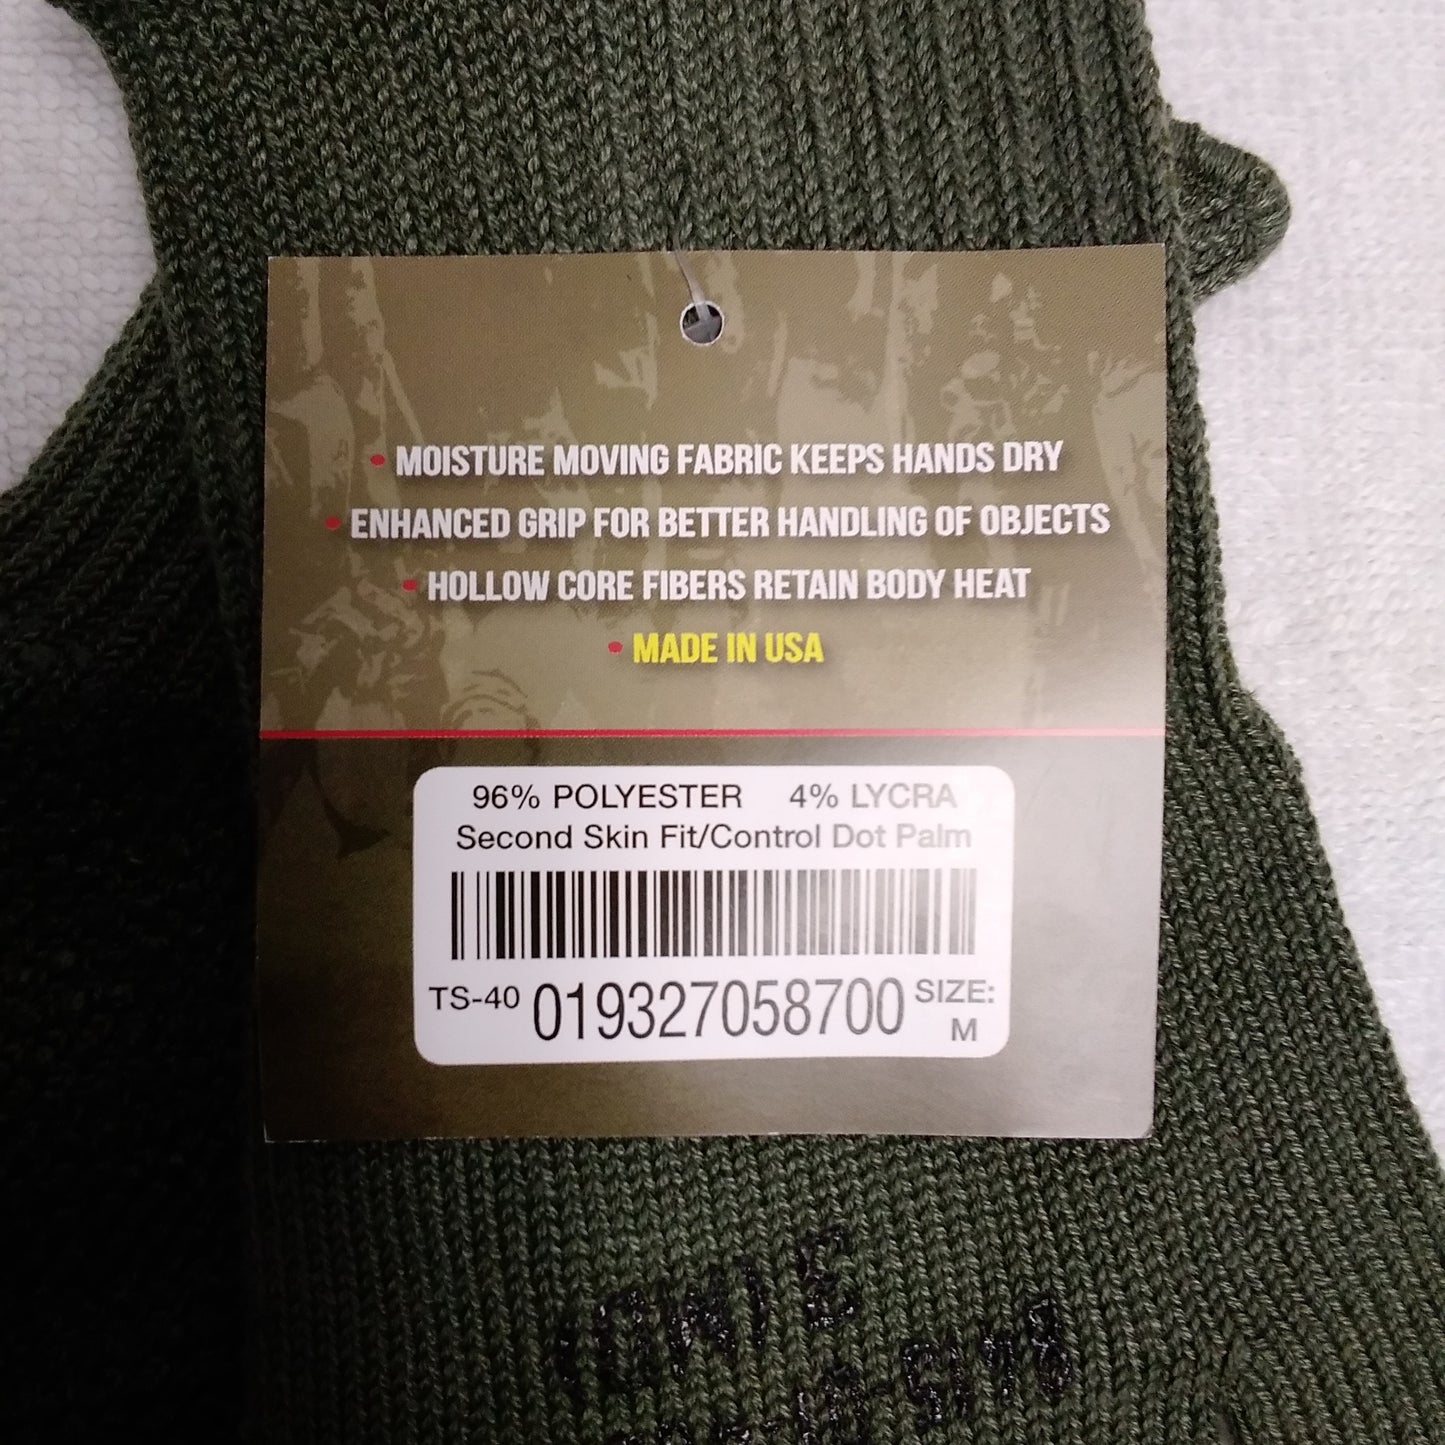 • MOISTURE MOVING FABRIC KEEPS HANDS DRY
• ENHANCED GRIP FOR BETTER HANDLING OF OBJECTS
• HOLLOW CORE FIBERS RETAIN BODY HEAT
• MADE IN USA
96% POLYESTER 4% LYCRA
Second Skin Fit/Control Dot Palm
TS-40 019327058700 SIZE: M